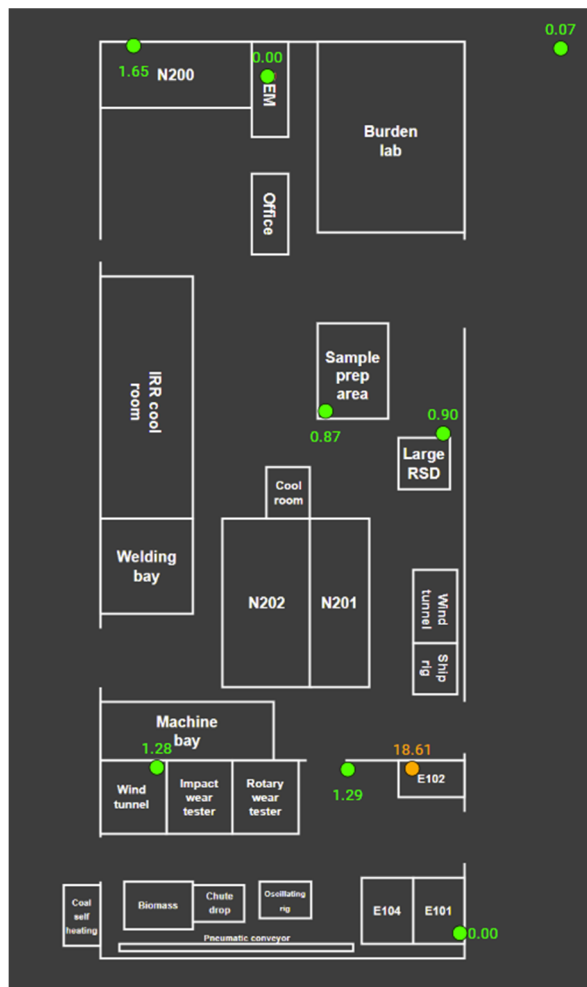 0.07
1.65
N200
0.00
EM
Burden
lab
Office
IRR cool
room
Sample
prep
area
0.87
0.90
Large
RSD
Cool
room
Welding
bay
N202
N201
Wind
tunnel
Ship
rig
Machine
bay
1.28
18.61
1.29
E102
Wind
tunnel
Impact
wear
tester
Rotary
wear
tester
Coal
self
heating
Biomass
Chute
drop
Oscillating
rig
E104
E101
0.00
Pneumatic conveyor